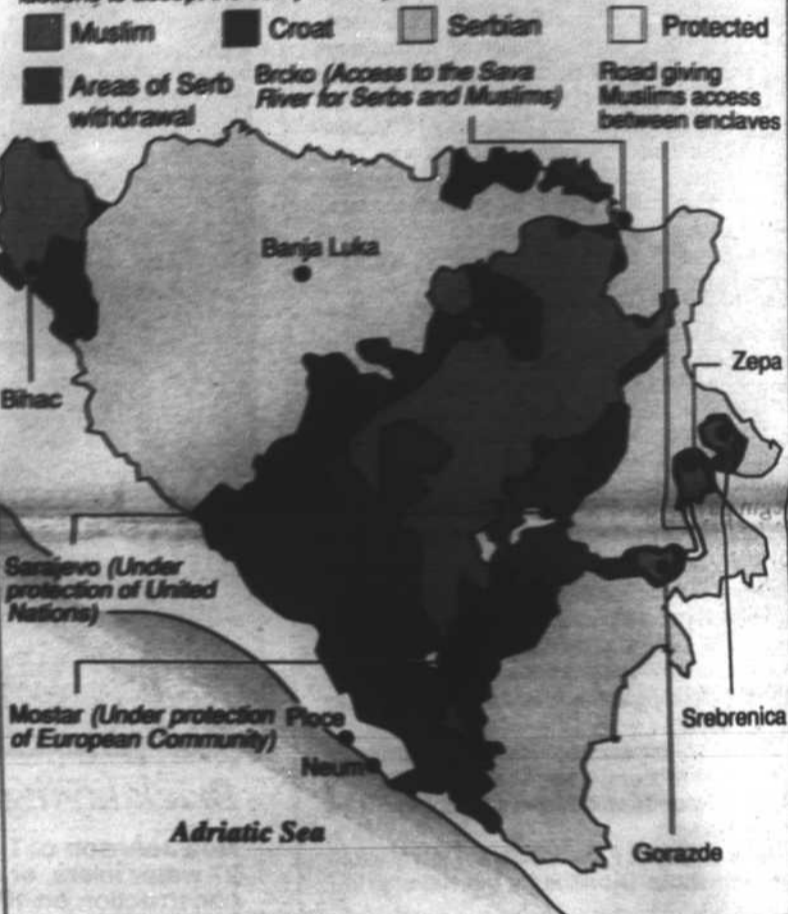 Muslim
Croat
Serbian
Protected
Areas of Serb
withdrawal
Brcko (Access to the Sava
River for Serbs and Muslims)
Road giving
Muslims access
between enclaves
Banja Luka
Bihac
Zepa
Sarajevo (Under
protection of United
Nations)
Mostar (Under protection
of European Community)
Ploce
Neum
Srebrenica
Adriatic Sea
Gorazde